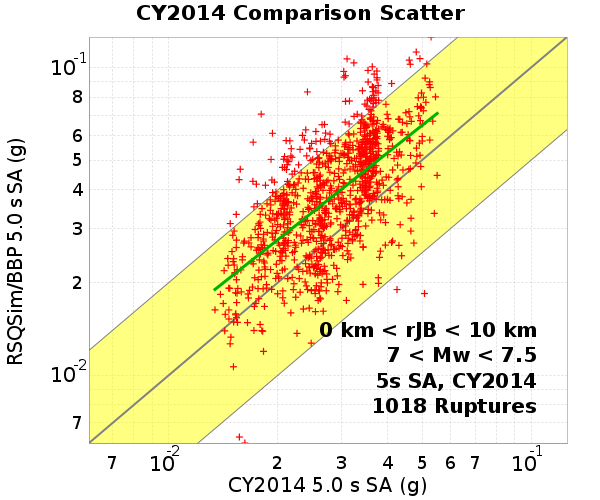 CY2014 Comparison Scatter
RSQSim/BBP 5.0 s SA (g)
10-1
8
6
5
4
3
2
10-2
7
0 km < rJB < 10 km
7 < Mw < 7.5
5s SA, CY2014
1018 Ruptures
7 10-2 2 3 4 5 6 7 10-1
CY2014 5.0 s SA (g)